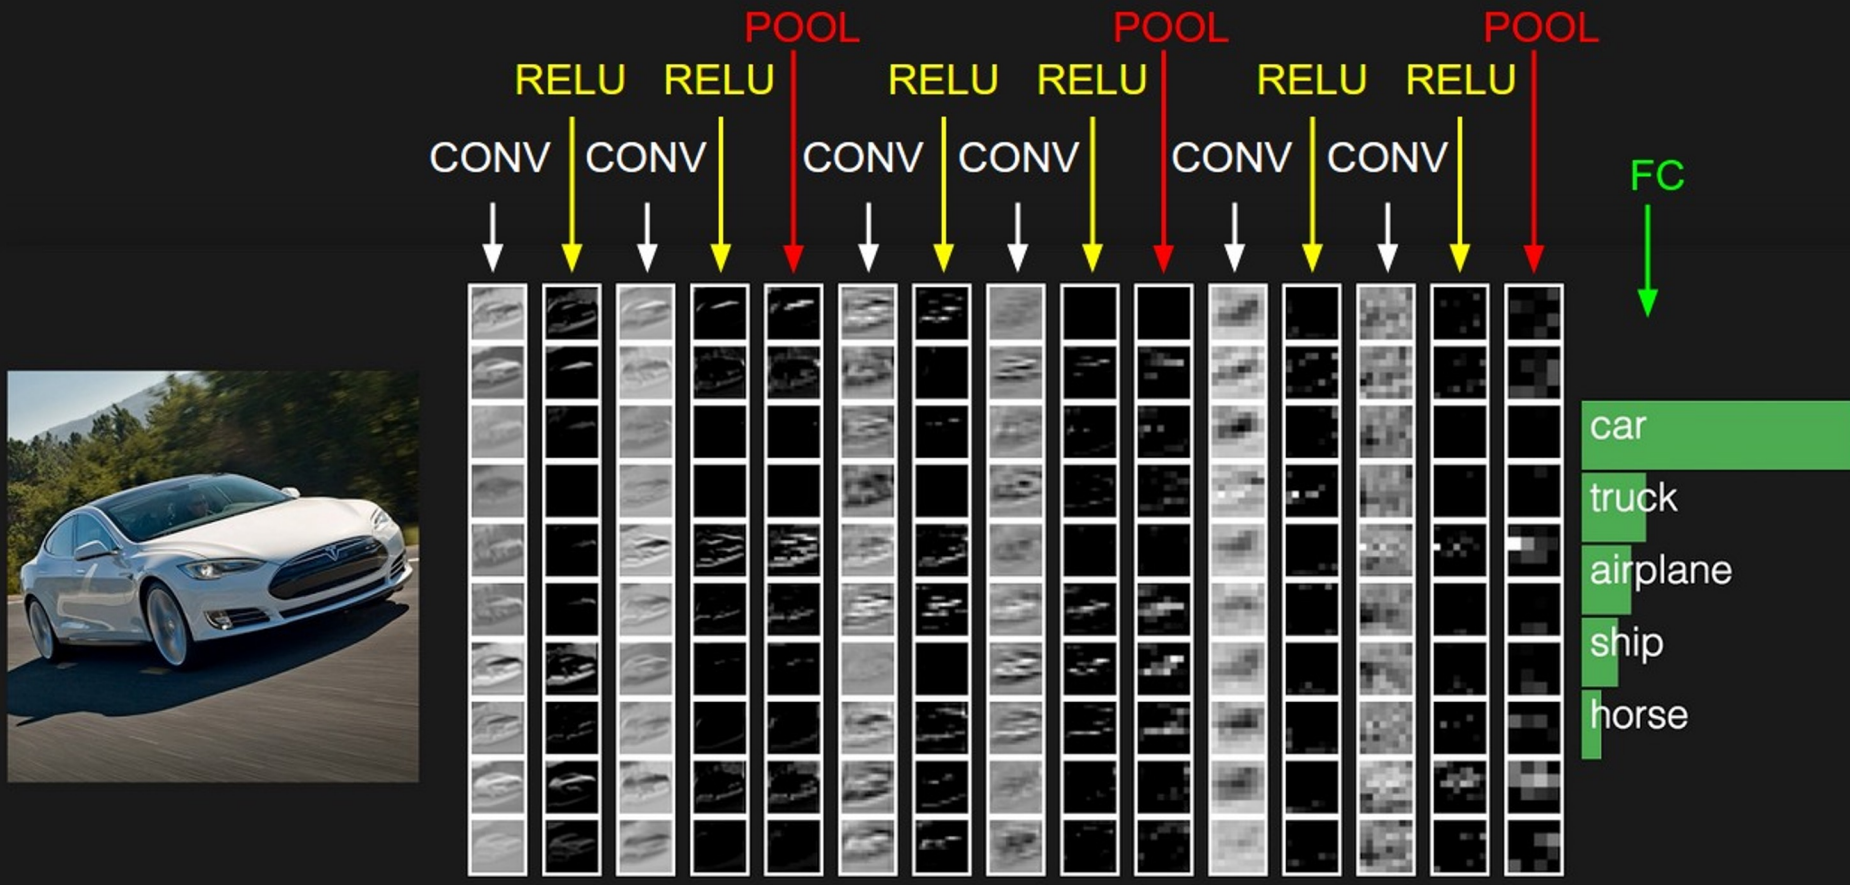 POOL POOL POOL
RELU RELU RELU RELU RELU RELU
CONV CONV CONV CONV CONV CONV
FC
car
truck
airplane
ship
horse